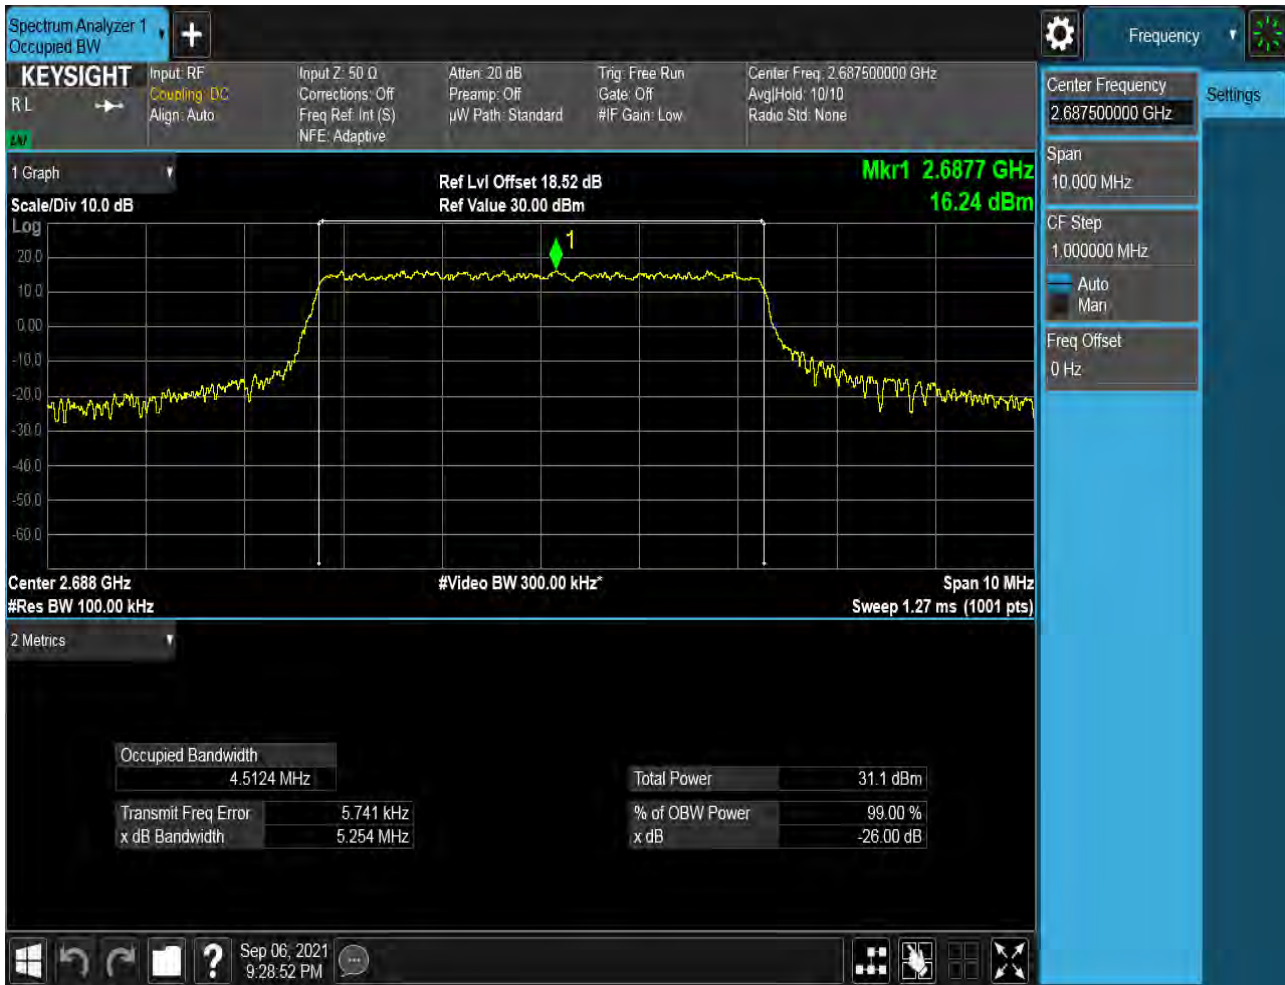 Spectrum Analyzer 1
Occupied BW
Frequency
KEYSIGHT
R L
LNI
Input: RF
Coupling: DC
Align: Auto
Input Z: 50 Ω
Corrections: Off
Freq Ref: Int (S)
NFE: Adaptive
Atten: 20 dB
Preamp: Off
µW Path: Standard
Trig: Free Run
Gate: Off
#IF Gain: Low
Center Freq: 2.687500000 GHz
Avg|Hold: 10/10
Radio Std: None
Center Frequency
2.687500000 GHz
Settings
Span
10.000 MHz
CF Step
1.000000 MHz
Auto
Man
Freq Offset
0 Hz
1 Graph
Scale/Div 10.0 dB
Ref Lvl Offset 18.52 dB
Ref Value 30.00 dBm
Mkr1 2.6877 GHz
16.24 dBm
Log
20.0
10.0
0.00
-10.0
-20.0
-30.0
-40.0
-50.0
-60.0
1
Center 2.688 GHz
#Res BW 100.00 kHz
#Video BW 300.00 kHz*
Span 10 MHz
Sweep 1.27 ms (1001 pts)
2 Metrics
Occupied Bandwidth
4.5124 MHz
Total Power 31.1 dBm
Transmit Freq Error 5.741 kHz
% of OBW Power 99.00 %
x dB Bandwidth 5.254 MHz
x dB -26.00 dB
?
Sep 06, 2021
9:28:52 PM